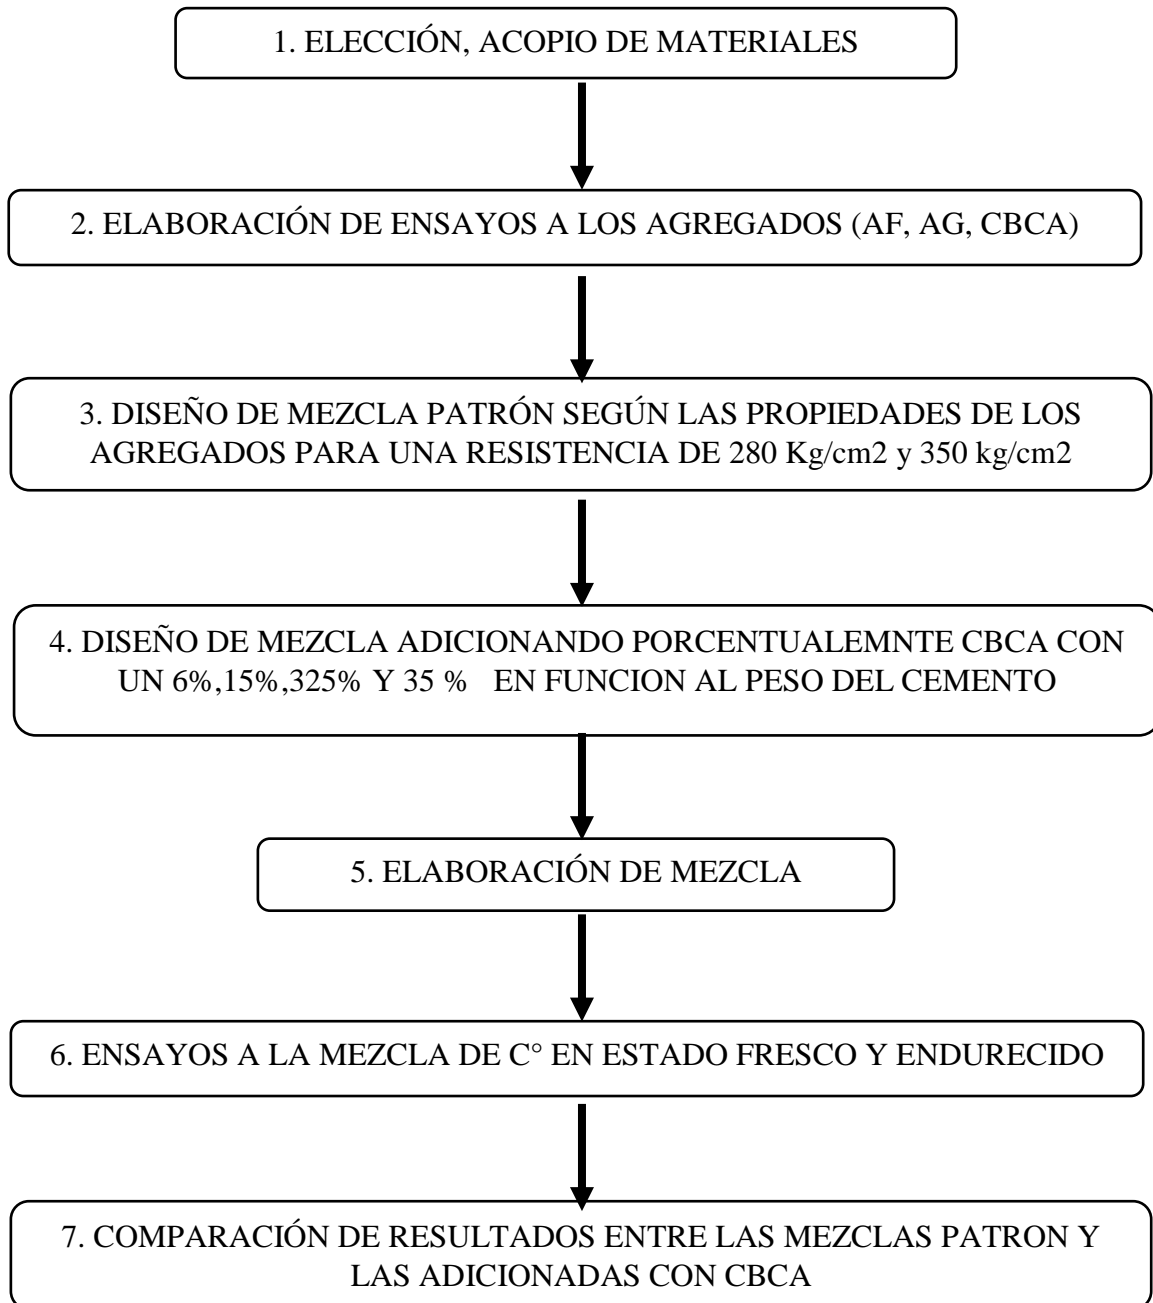 1. ELECCIÓN, ACOPIO DE MATERIALES
2. ELABORACIÓN DE ENSAYOS A LOS AGREGADOS (AF, AG, CBCA)
3. DISEÑO DE MEZCLA PATRÓN SEGÚN LAS PROPIEDADES DE LOS
AGREGADOS PARA UNA RESISTENCIA DE 280 Kg/cm2 y 350 kg/cm2
4. DISEÑO DE MEZCLA ADICIONANDO PORCENTUALEMNTE CBCA CON
UN 6%,15%,325% Y 35 % EN FUNCION AL PESO DEL CEMENTO
5. ELABORACIÓN DE MEZCLA
6. ENSAYOS A LA MEZCLA DE C° EN ESTADO FRESCO Y ENDURECIDO
7. COMPARACIÓN DE RESULTADOS ENTRE LAS MEZCLAS PATRON Y
LAS ADICIONADAS CON CBCA